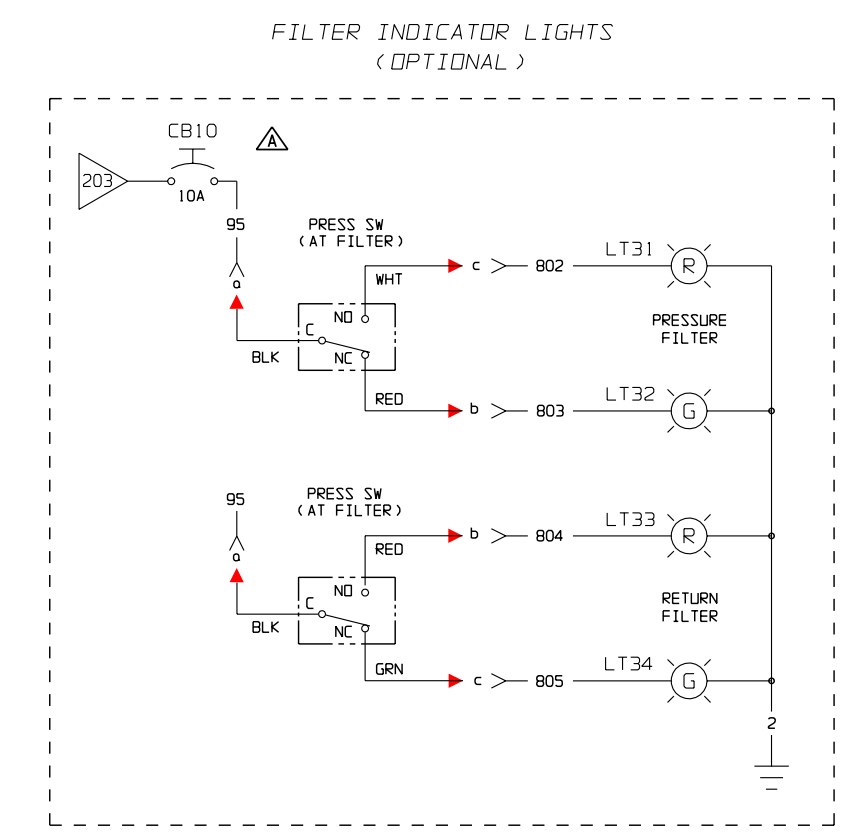 FILTER INDICATOR LIGHTS
(OPTIONAL)
CB10
A
203
10A
95
PRESS SW
(AT FILTER)
a
WHT
c
802
LT31
R
NO
C
NC
BLK
PRESSURE
FILTER
RED
b
803
LT32
G
95
PRESS SW
(AT FILTER)
a
RED
b
804
LT33
R
NO
C
NC
BLK
RETURN
FILTER
GRN
c
805
LT34
G
2